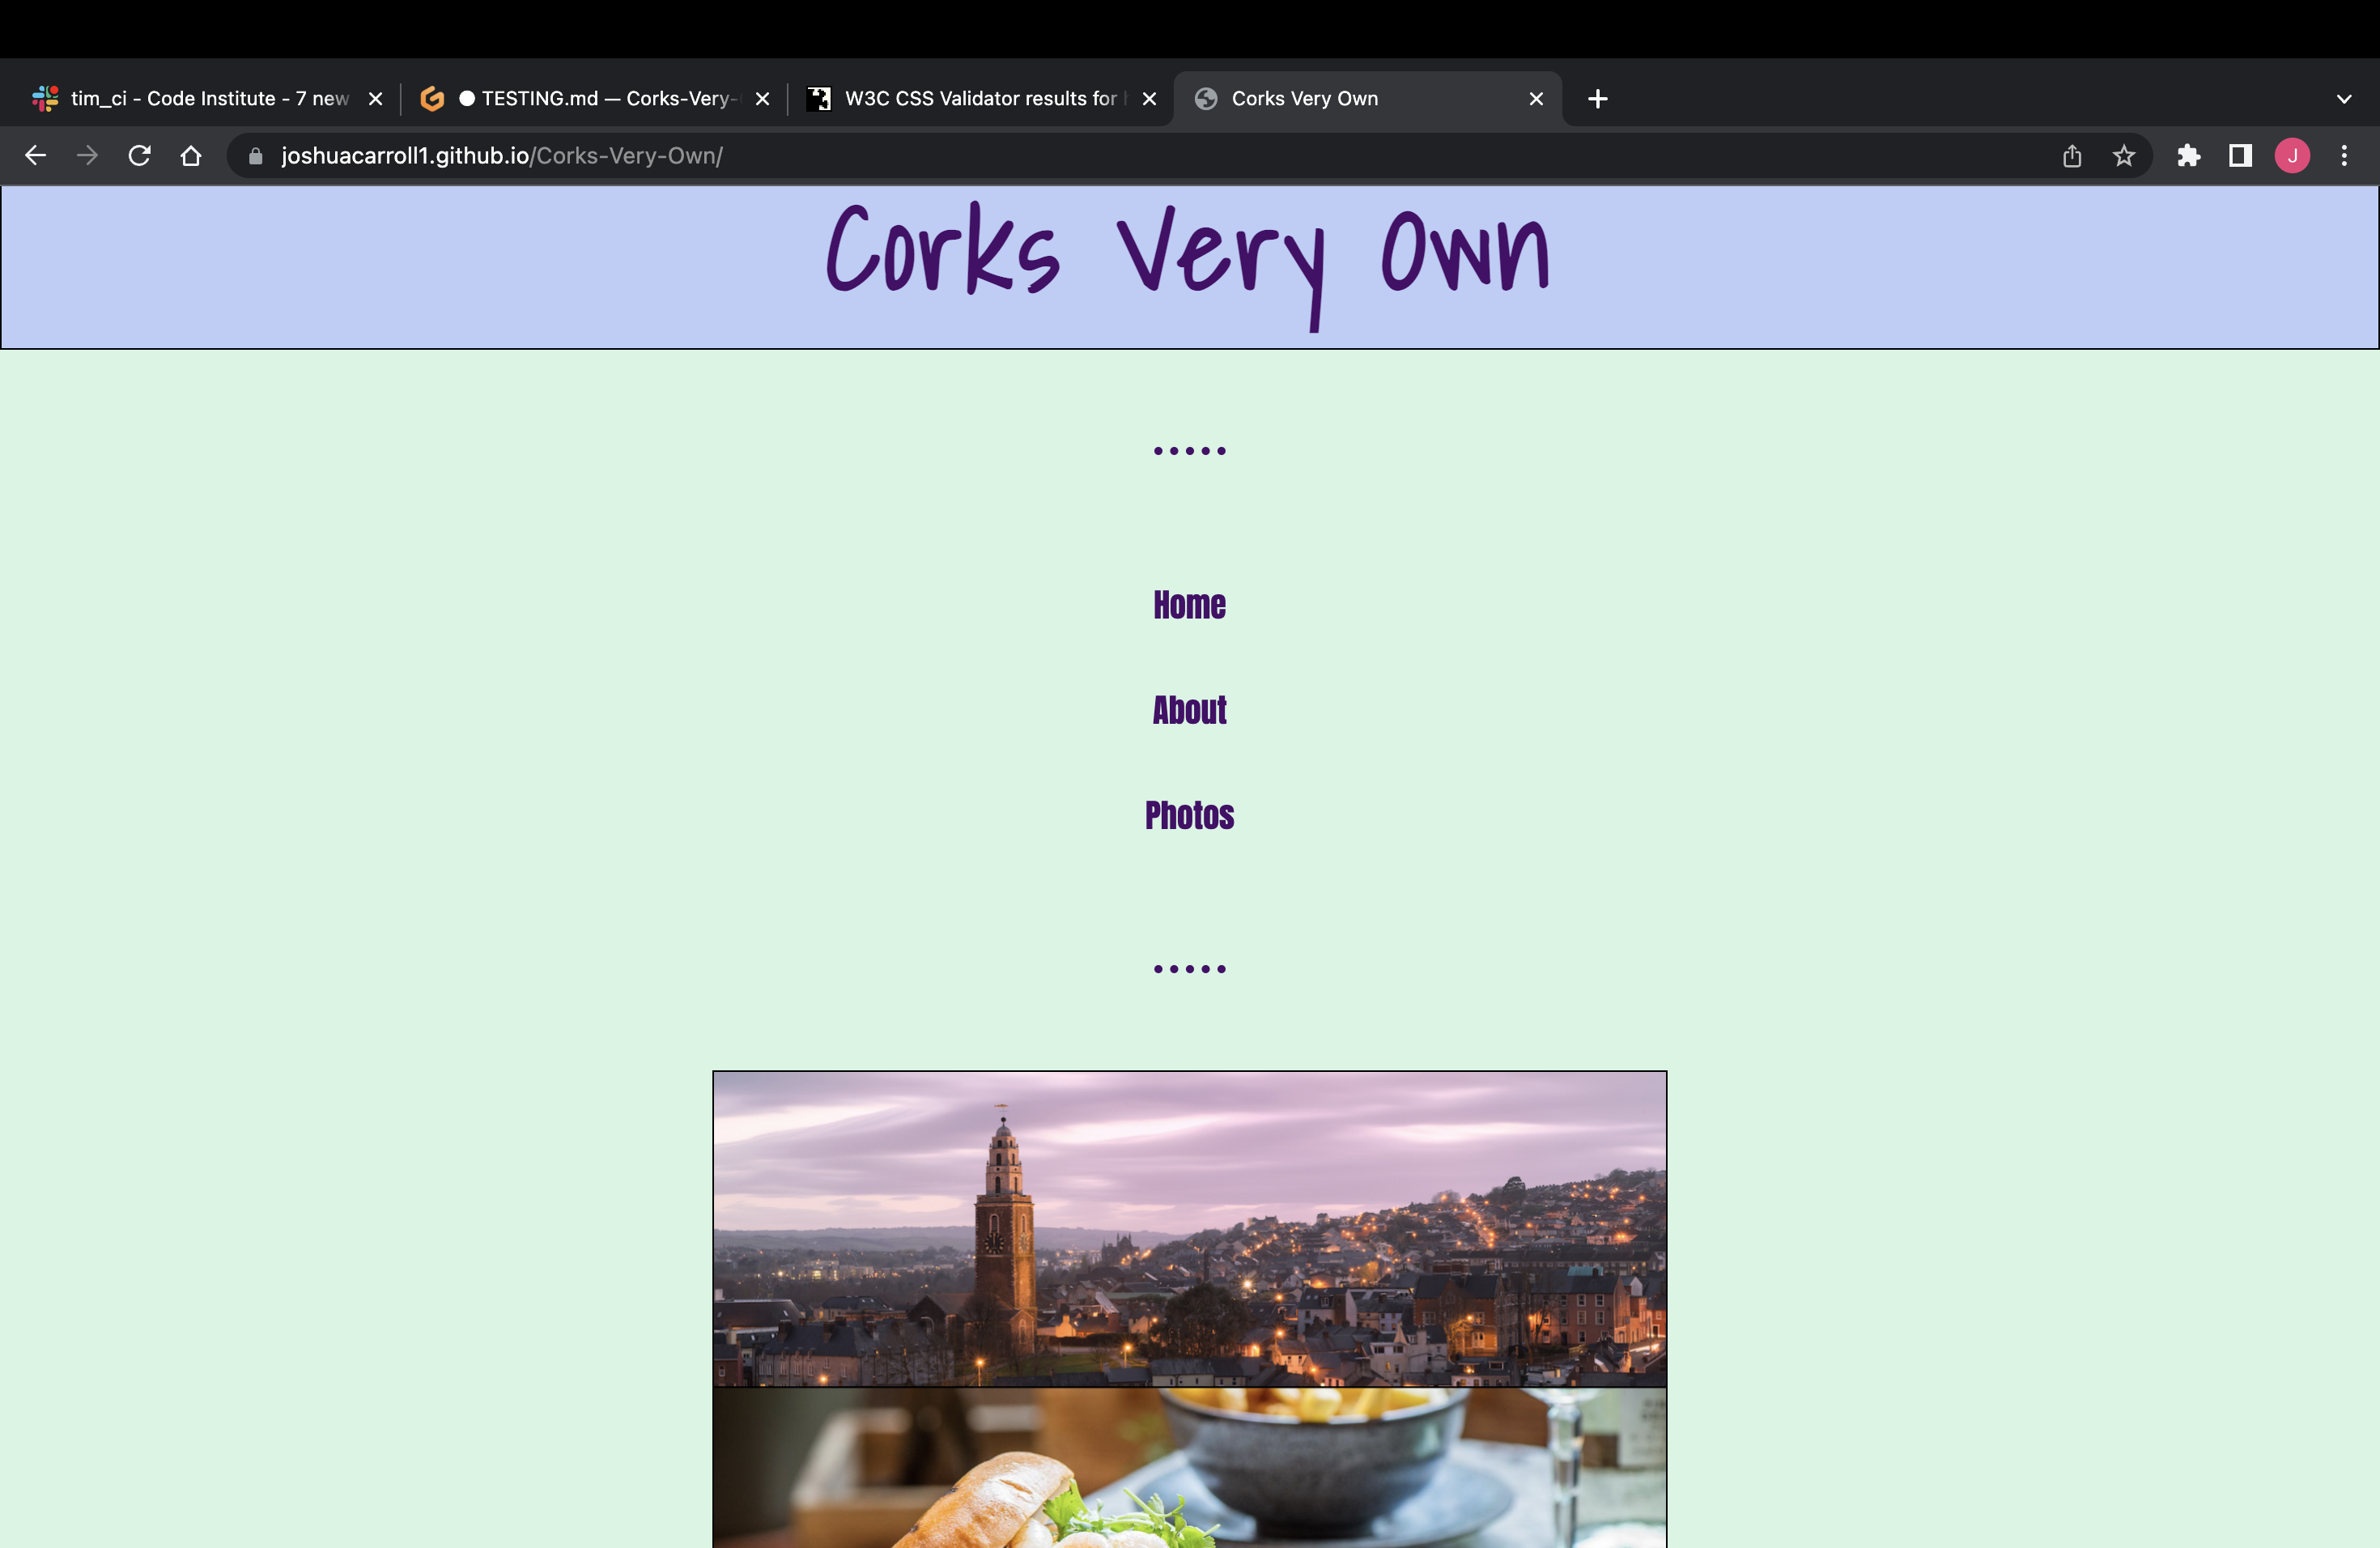 tim_ci - Code Institute - 7 new
TESTING.md — Corks-Very-
W3C CSS Validator results for
Corks Very Own
joshuacarroll1.github.io/Corks-Very-Own/
J
Corks Very Own
•••••
Home
About
Photos
•••••